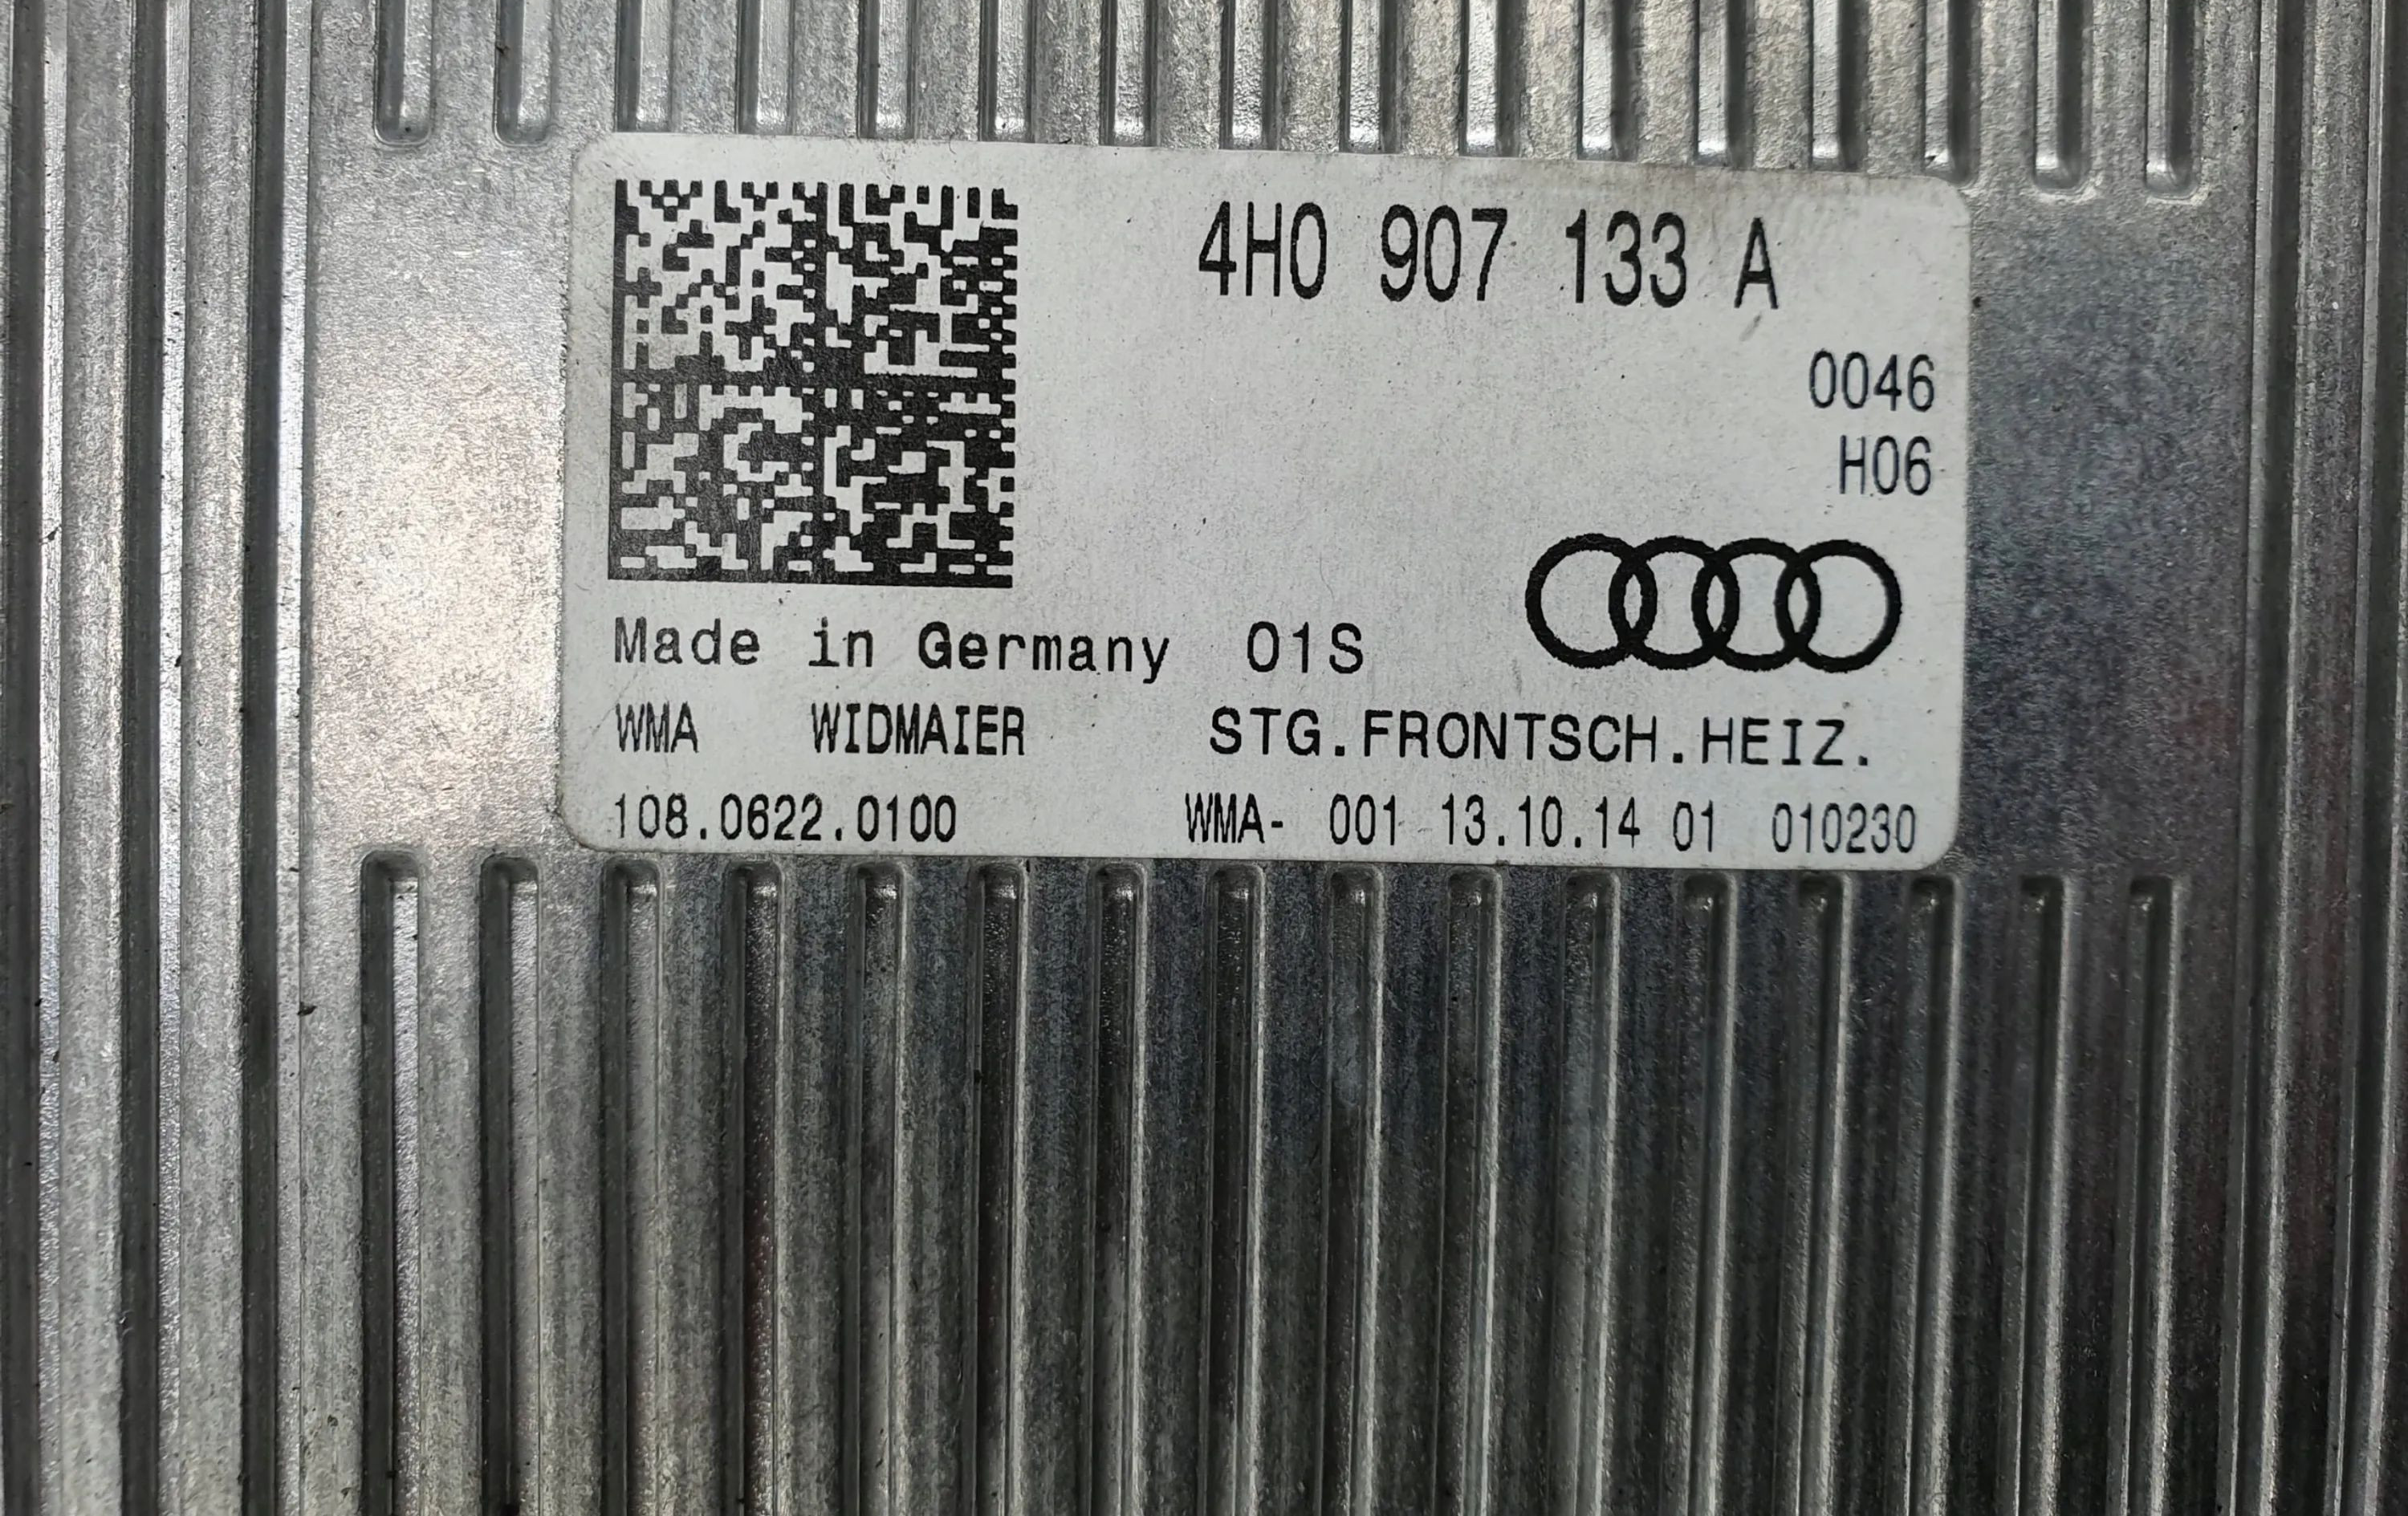 4H0 907 133 A
0046
H06
Made in Germany 01S
WMA WIDMAIER STG.FRONTSCH.HEIZ.
108.0622.0100 WMA- 001 13.10.14 01 010230